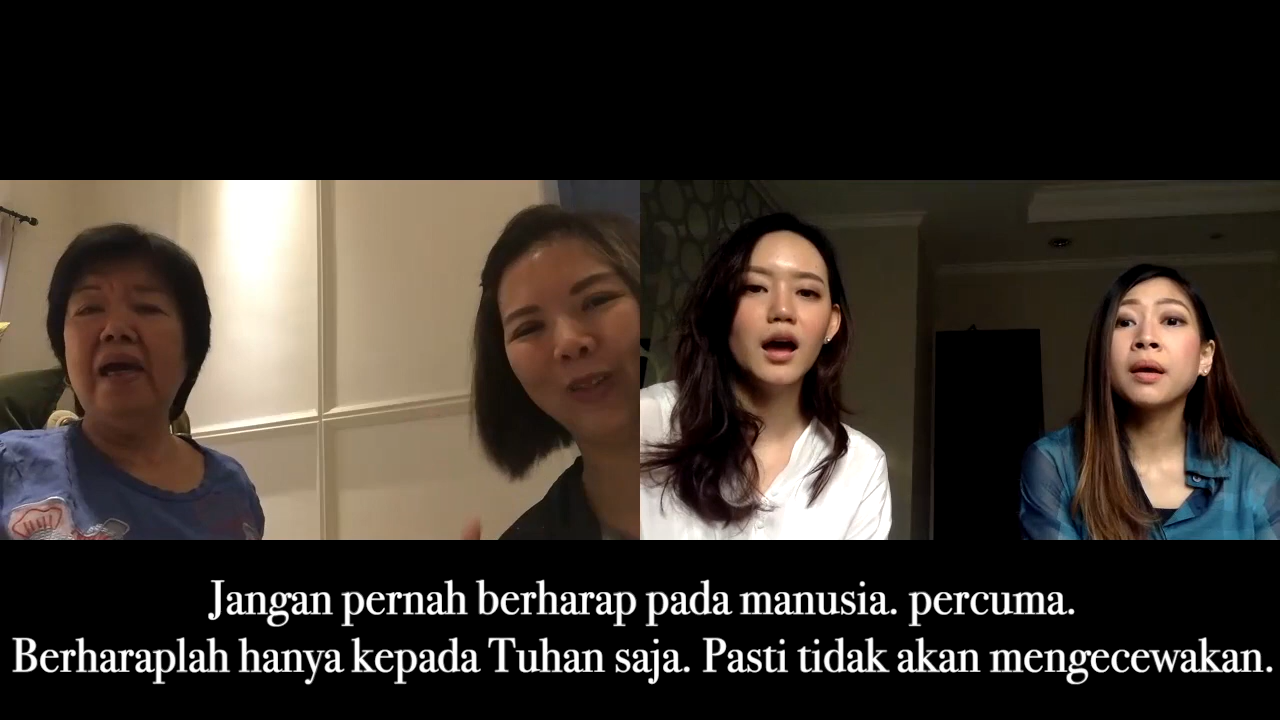 Jangan pernah berharap pada manusia. percuma.
Berharaplah hanya kepada Tuhan saja. Pasti tidak akan mengecewakan.